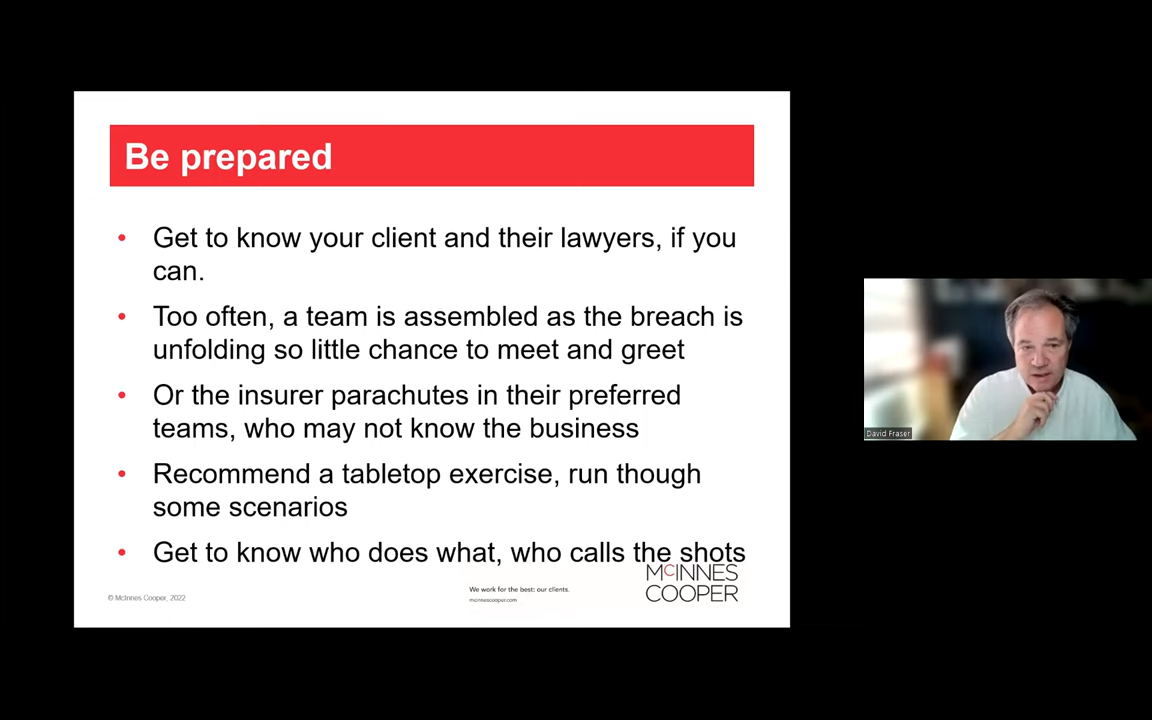 Be prepared
• Get to know your client and their lawyers, if you
can.
• Too often, a team is assembled as the breach is
unfolding so little chance to meet and greet
• Or the insurer parachutes in their preferred
teams, who may not know the business
• Recommend a tabletop exercise, run though
some scenarios
• Get to know who does what, who calls the shots
© McInnes Cooper, 2022
We work for the best: our clients.
mcinnescooper.com
McINNES
COOPER
David Fraser